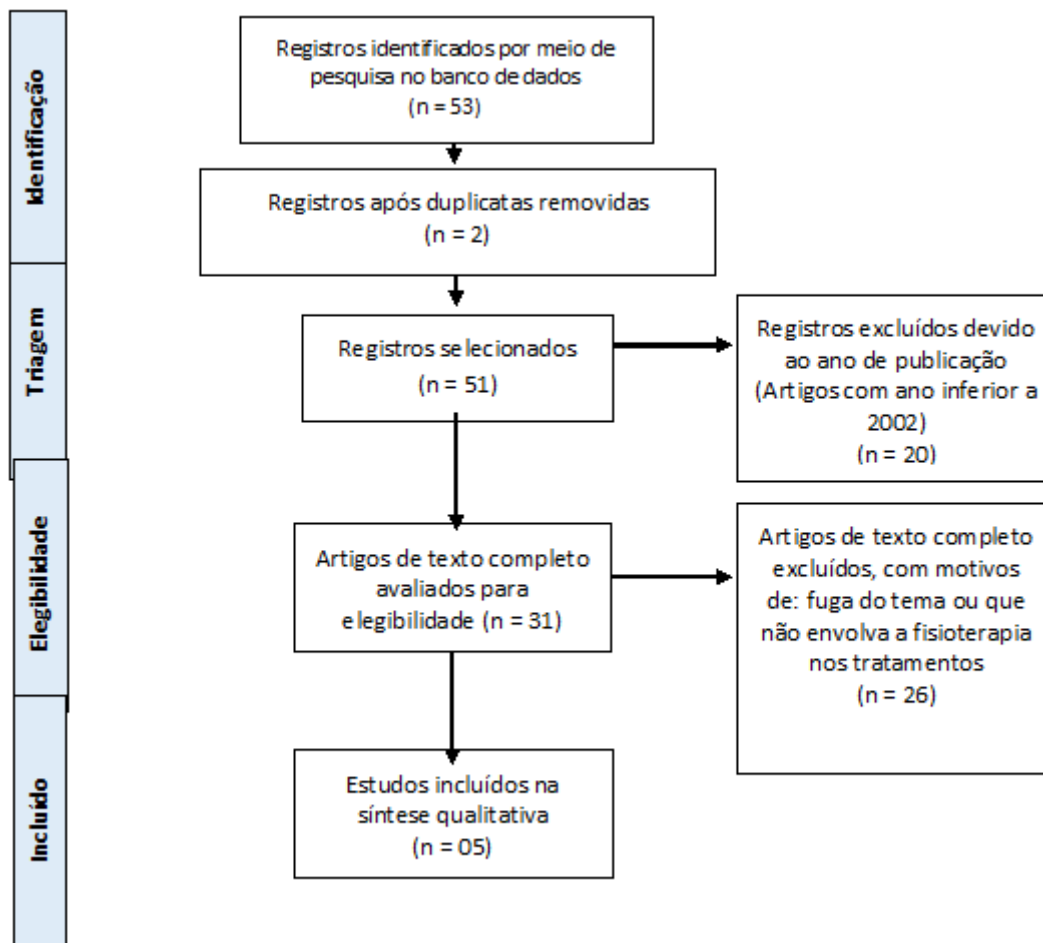 Identificação
Registros identificados por meio de
pesquisa no banco de dados
(n = 53)
Registros após duplicatas removidas
(n = 2)
Triagem
Registros selecionados
(n = 51)
Registros excluídos devido
ao ano de publicação
(Artigos com ano inferior a
2002)
(n = 20)
Elegibilidade
Artigos de texto completo
avaliados para
elegibilidade (n = 31)
Artigos de texto completo
excluídos, com motivos
de: fuga do tema ou que
não envolva a fisioterapia
nos tratamentos
(n = 26)
Incluído
Estudos incluídos na
síntese qualitativa
(n = 05)